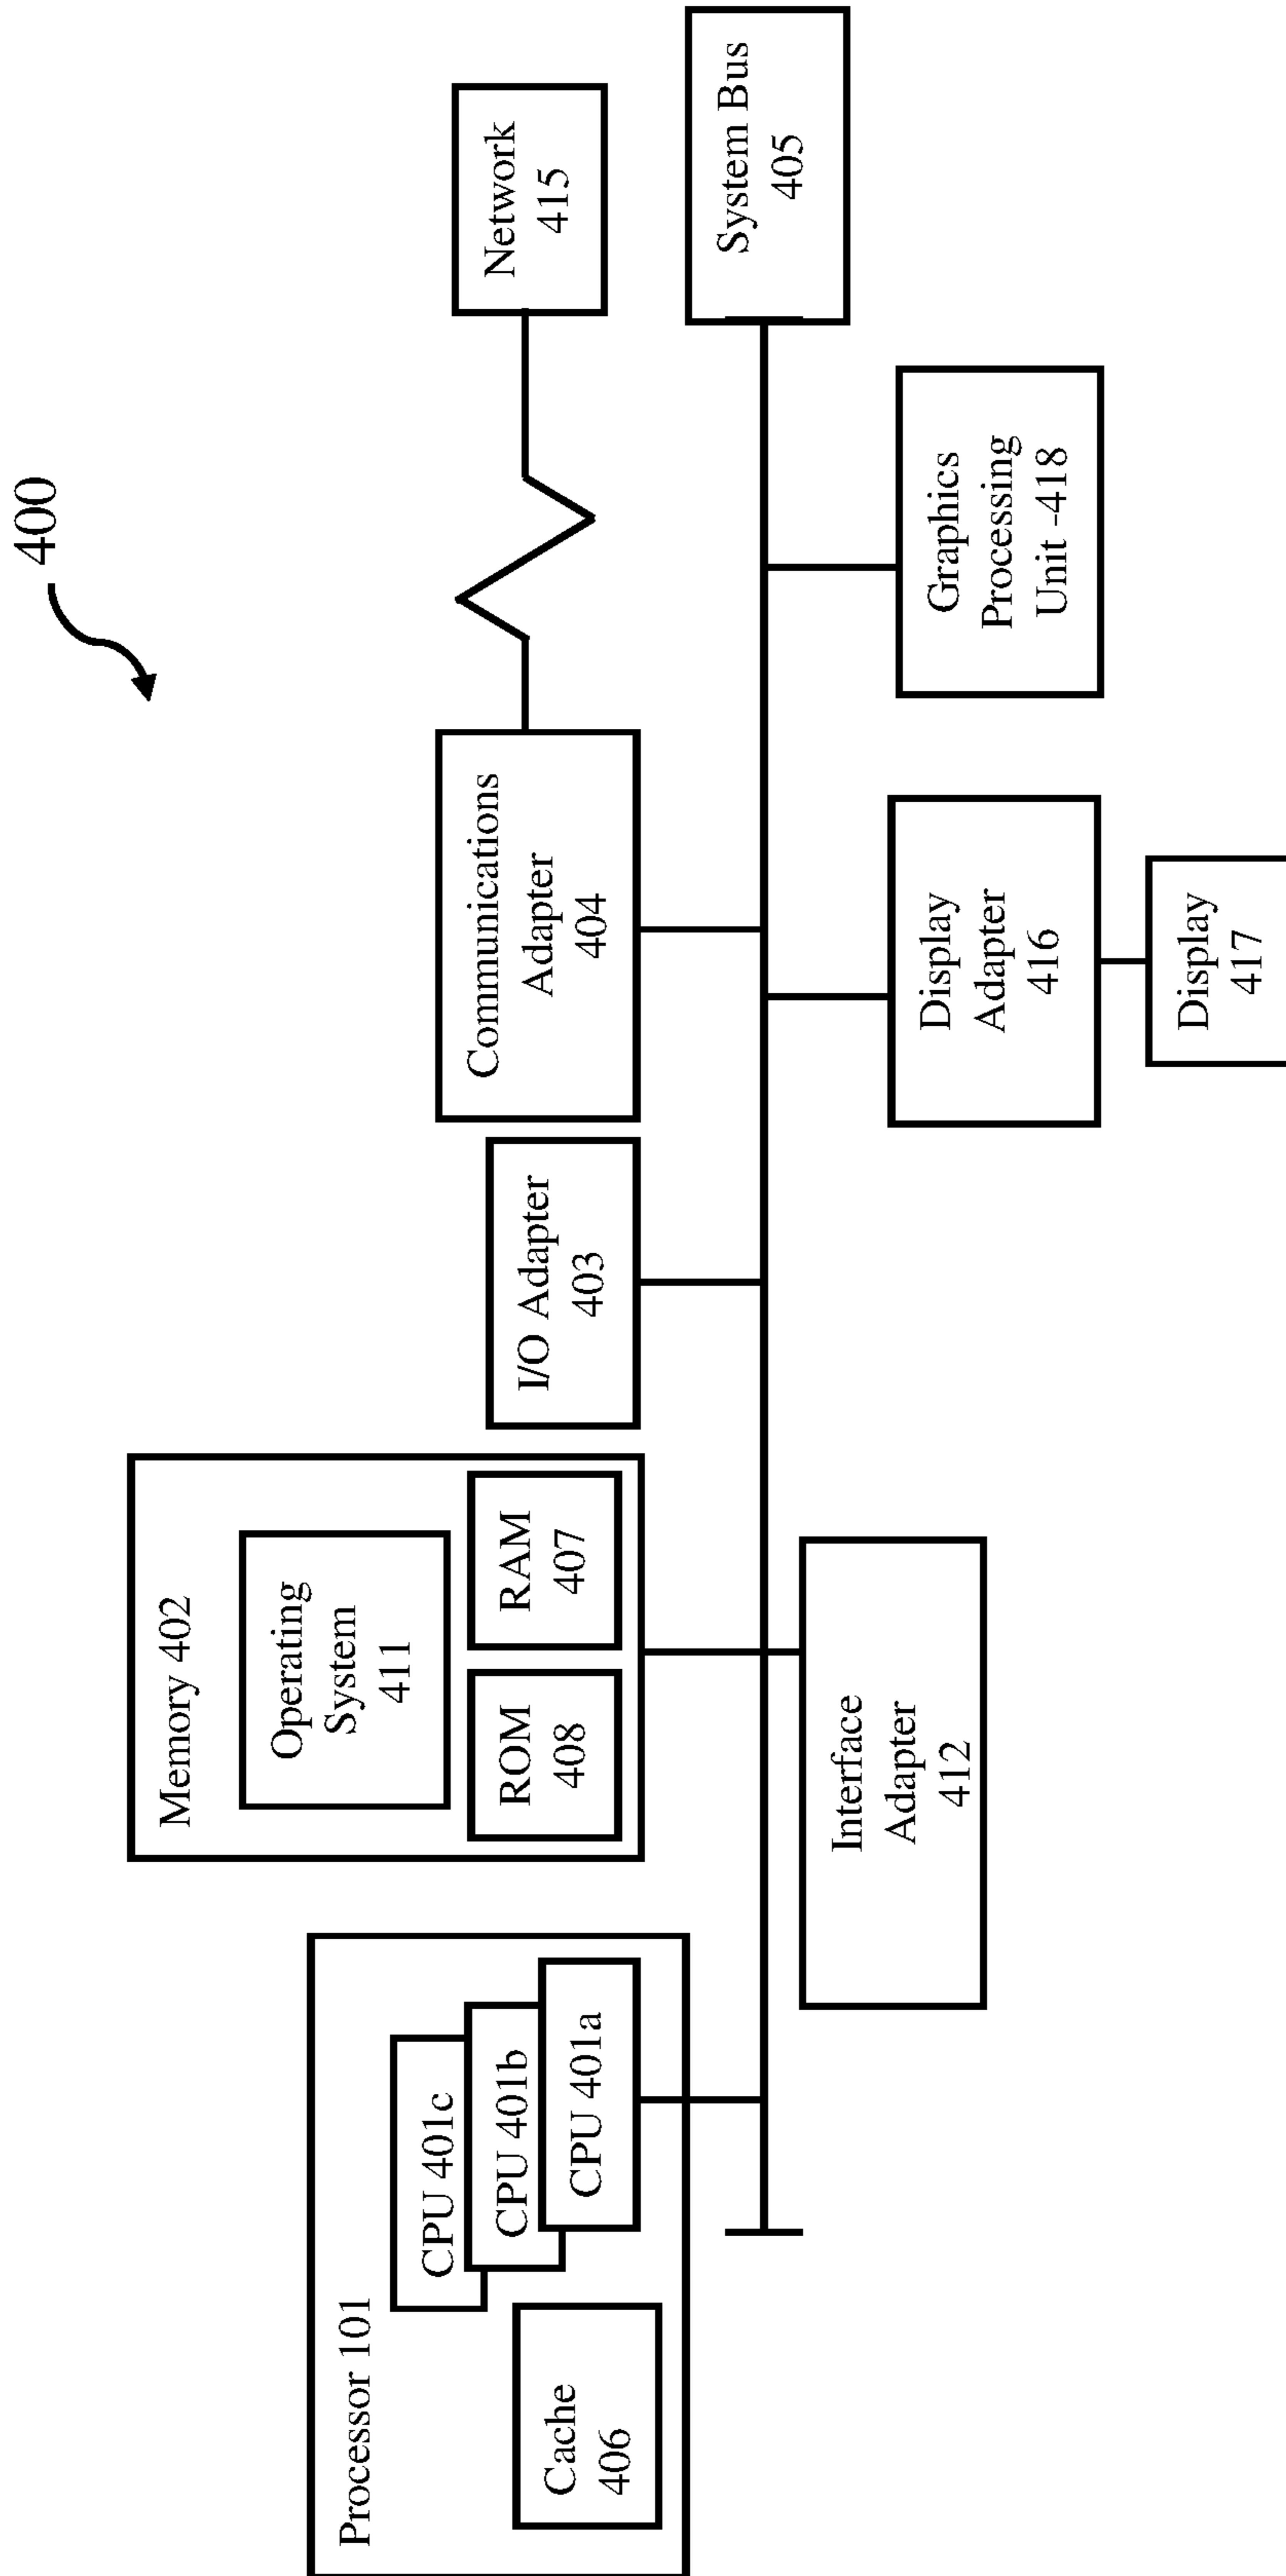 400
Processor 101
CPU 401c
CPU 401b
CPU 401a
Cache
406
Memory 402
Operating
System
411
ROM
408
RAM
407
I/O Adapter
403
Communications
Adapter
404
Network
415
System Bus
405
Interface
Adapter
412
Display
Adapter
416
Display
417
Graphics
Processing
Unit -418